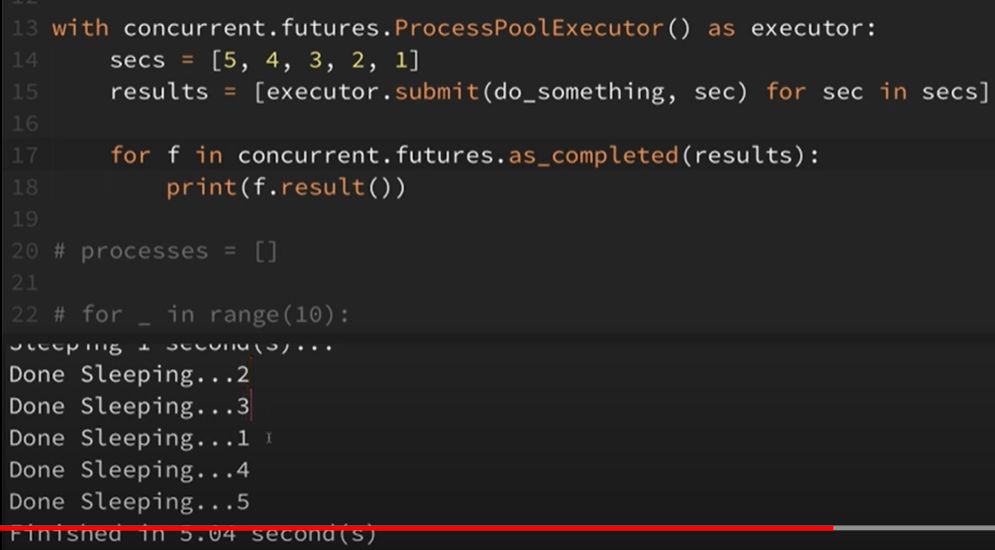 12
13 with concurrent.futures.ProcessPoolExecutor() as executor:
14     secs = [5, 4, 3, 2, 1]
15     results = [executor.submit(do_something, sec) for sec in secs]
16
17     for f in concurrent.futures.as_completed(results):
18         print(f.result())
19
20 # processes = []
21
22 # for _ in range(10):
Sleeping 1 second(s)...
Done Sleeping...2
Done Sleeping...3
Done Sleeping...1
Done Sleeping...4
Done Sleeping...5
Finished in 5.04 second(s)